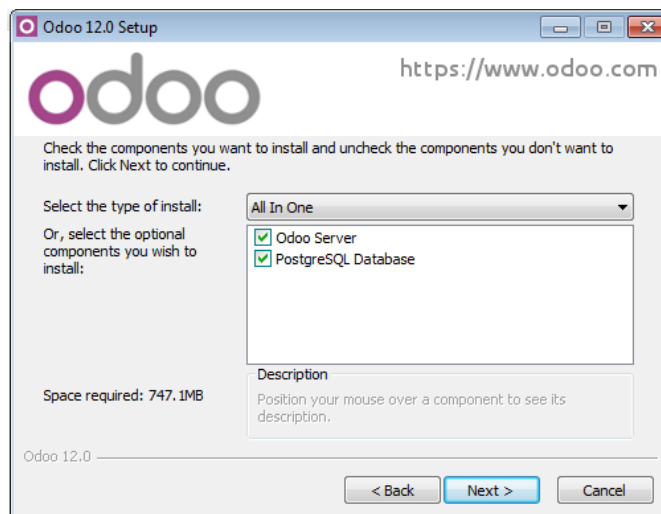 Odoo 12.0 Setup
odoo
https://www.odoo.com
Check the components you want to install and uncheck the components you don't want to
install. Click Next to continue.
Select the type of install:
All In One
Or, select the optional
components you wish to
install:
Odoo Server
PostgreSQL Database
Space required: 747.1MB
Description
Position your mouse over a component to see its
description.
Odoo 12.0
< Back
Next >
Cancel